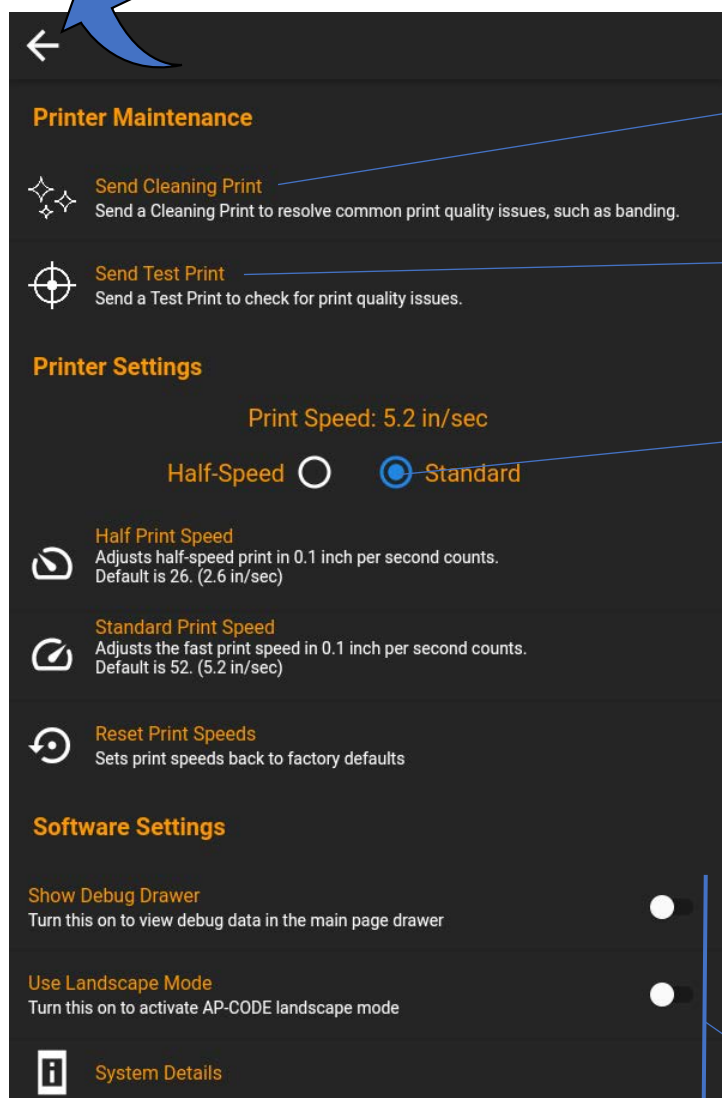 Printer Maintenance
Send Cleaning Print
Send a Cleaning Print to resolve common print quality issues, such as banding.
Send Test Print
Send a Test Print to check for print quality issues.
Printer Settings
Print Speed: 5.2 in/sec
Half-Speed Standard
Half Print Speed
Adjusts half-speed print in 0.1 inch per second counts.
Default is 26. (2.6 in/sec)
Standard Print Speed
Adjusts the fast print speed in 0.1 inch per second counts.
Default is 52. (5.2 in/sec)
Reset Print Speeds
Sets print speeds back to factory defaults
Software Settings
Show Debug Drawer
Turn this on to view debug data in the main page drawer
Use Landscape Mode
Turn this on to activate AP-CODE landscape mode
System Details